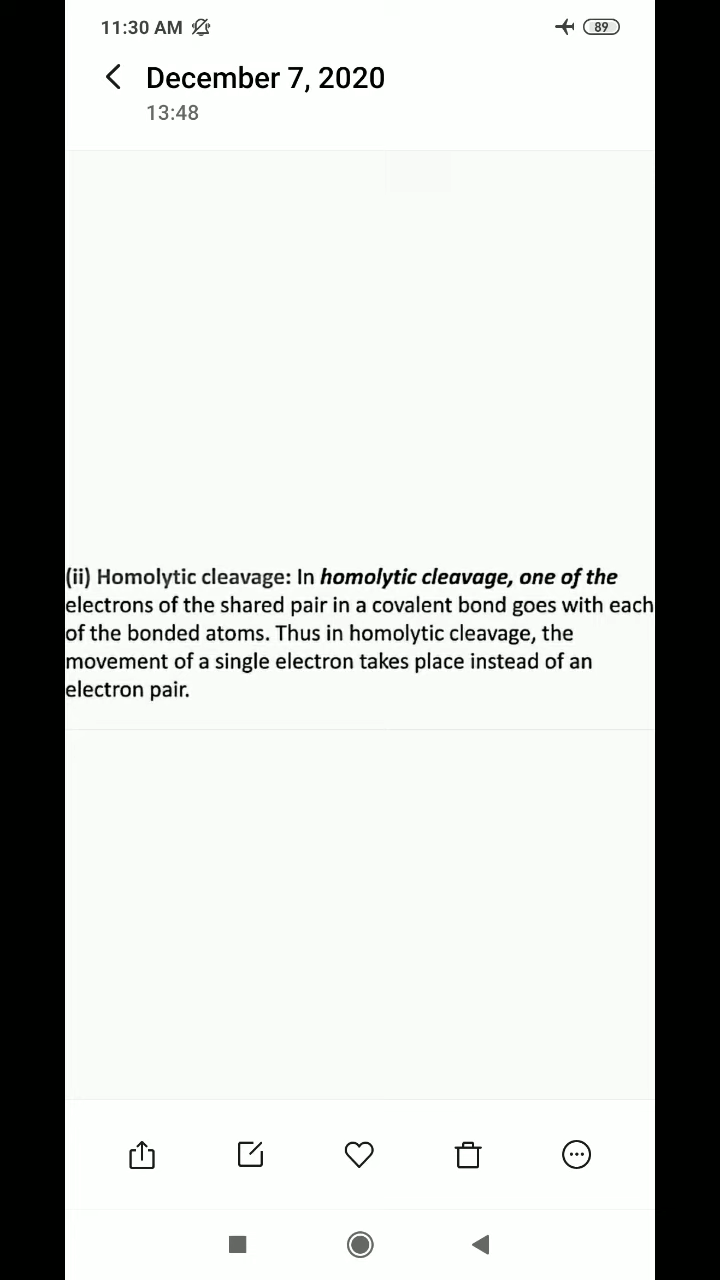 11:30 AM
89
December 7, 2020
13:48
(ii) Homolytic cleavage: In homolytic cleavage, one of the
electrons of the shared pair in a covalent bond goes with each
of the bonded atoms. Thus in homolytic cleavage, the
movement of a single electron takes place instead of an
electron pair.